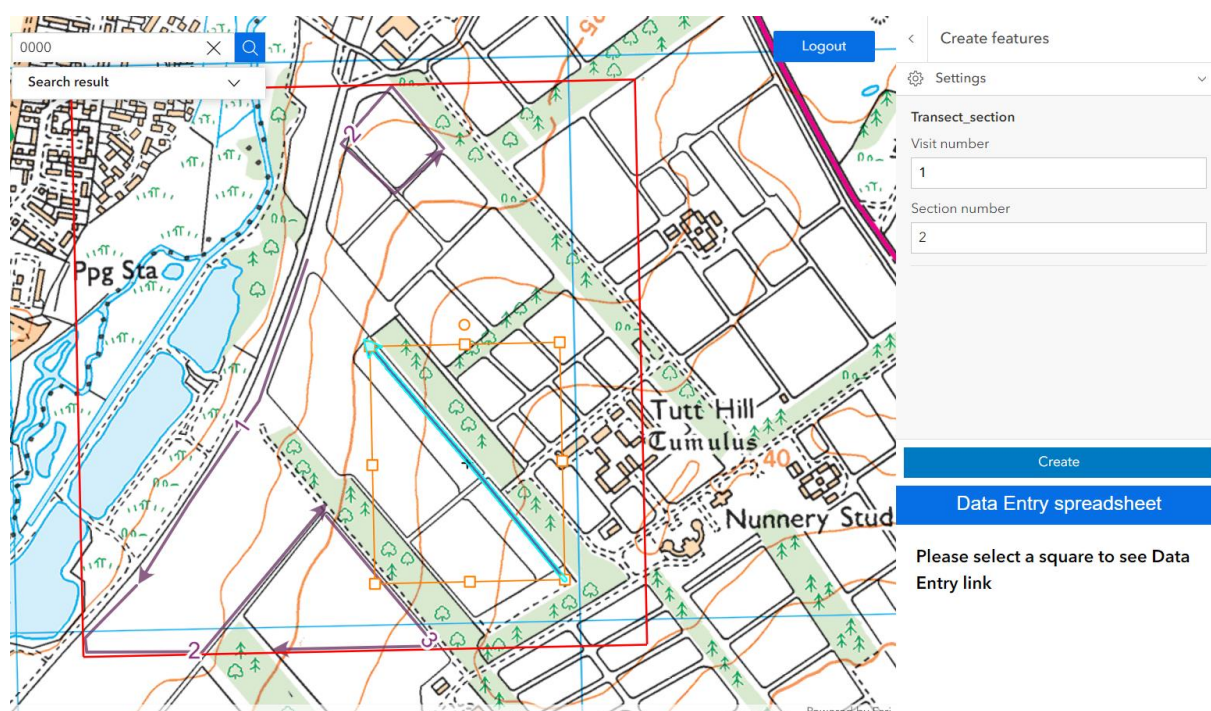 0000
Search result
Logout
Create features
Settings
Transect_section
Visit number
1
Section number
2
Create
Data Entry spreadsheet
Please select a square to see Data
Entry link
25
2
Ppg Sta
1
Tutt Hill
Tumulus
40
Nunnery Stud
2
3